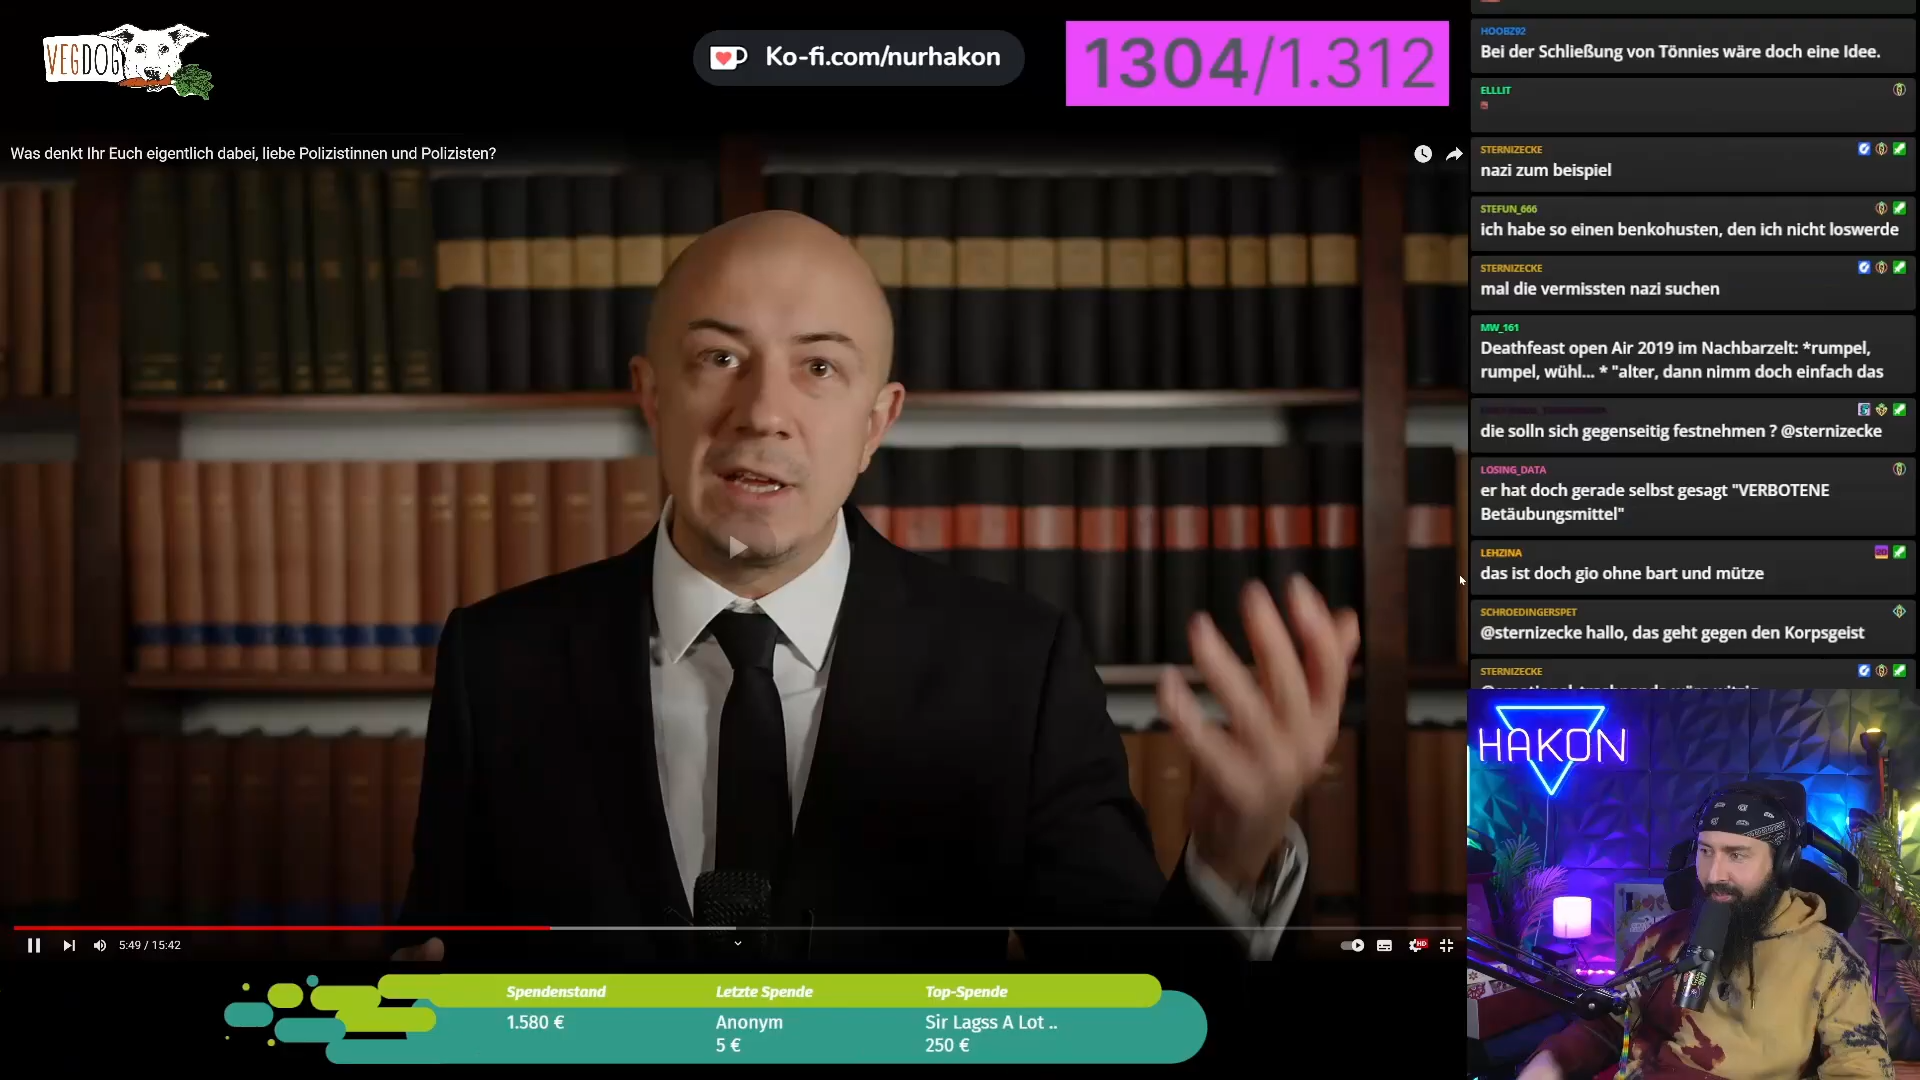 VEGDOG
Ko-fi.com/nurhakon
1304/1.312
Was denkt Ihr Euch eigentlich dabei, liebe Polizistinnen und Polizisten?
HOOBZ92
Bei der Schließung von Tönnies wäre doch eine Idee.
ELLLIT
STERNIZECKE
nazi zum beispiel
STEFUN_666
ich habe so einen benkohusten, den ich nicht loswerde
STERNIZECKE
mal die vermissten nazi suchen
MW_161
Deathfeast open Air 2019 im Nachbarzelt: *rumpel,
rumpel, wühl... * "alter, dann nimm doch einfach das
die solln sich gegenseitig festnehmen ? @sternizecke
LOSING_DATA
er hat doch gerade selbst gesagt "VERBOTENE
Betäubungsmittel"
LEHZINA
das ist doch gio ohne bart und mütze
SCHROEDINGERSPET
@sternizecke hallo, das geht gegen den Korpsgeist
STERNIZECKE
HAKON
5:49 / 15:42
HD
Spendenstand
1.580 €
Letzte Spende
Anonym
5 €
Top-Spende
Sir Lagss A Lot ..
250 €